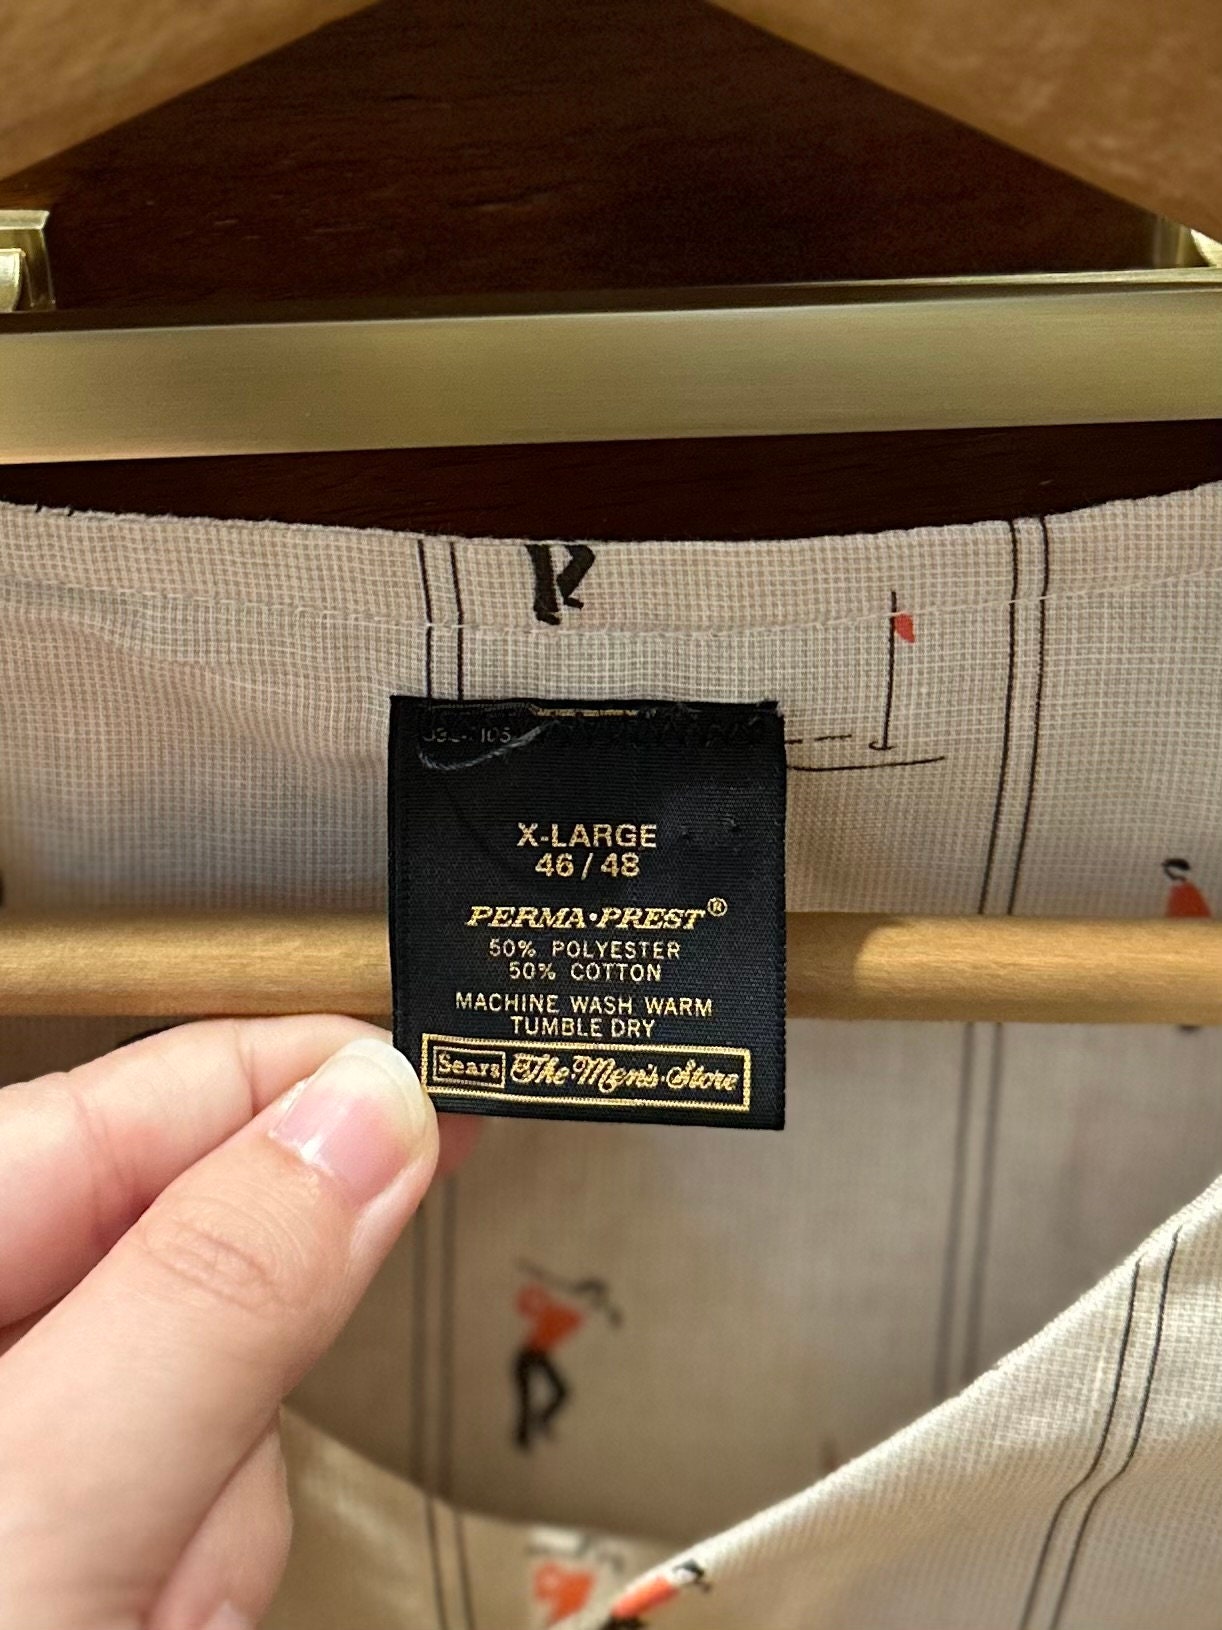 X-LARGE
46 / 48
PERMA•PREST®
50% POLYESTER
50% COTTON
MACHINE WASH WARM
TUMBLE DRY
Sears The•Men's•Store